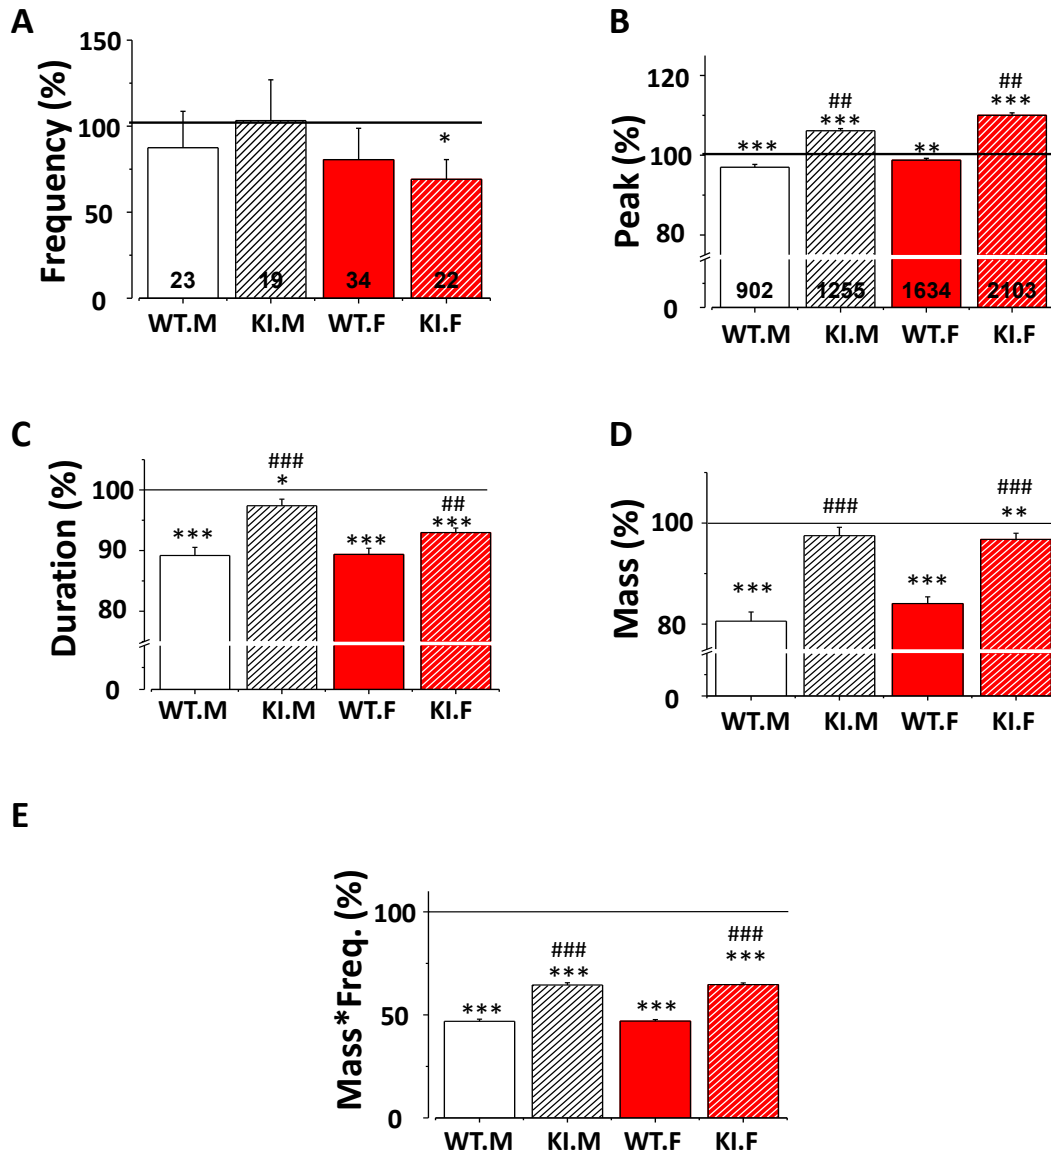 A
Frequency (%)
150
100
50
0
*
23 19 34 22
WT.M KI.M WT.F KI.F
B
Peak (%)
120
100
80
0
## ##
*** *** ** ***
902 1255 1634 2103
WT.M KI.M WT.F KI.F
C
Duration (%)
100
90
80
0
### ##
*** * *** ***
WT.M KI.M WT.F KI.F
D
Mass (%)
100
80
0
### ###
*** *** **
WT.M KI.M WT.F KI.F
E
Mass*Freq. (%)
100
50
0
### ###
*** *** *** ***
WT.M KI.M WT.F KI.F